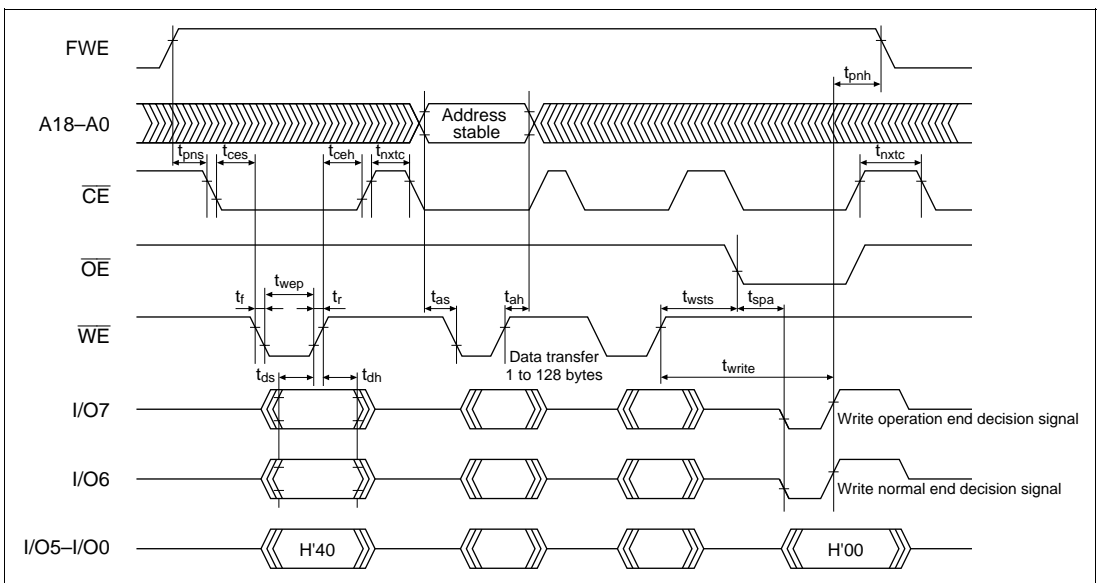 FWE
tpnh
A18–A0
Address
stable
tpns
tces
tceh
tnxtc
tnxtc
CE
OE
tf
twep
tr
tas
tah
twsts
tspa
WE
Data transfer
1 to 128 bytes
tds
tdh
twrite
I/O7
Write operation end decision signal
I/O6
Write normal end decision signal
I/O5–I/O0
H'40
H'00